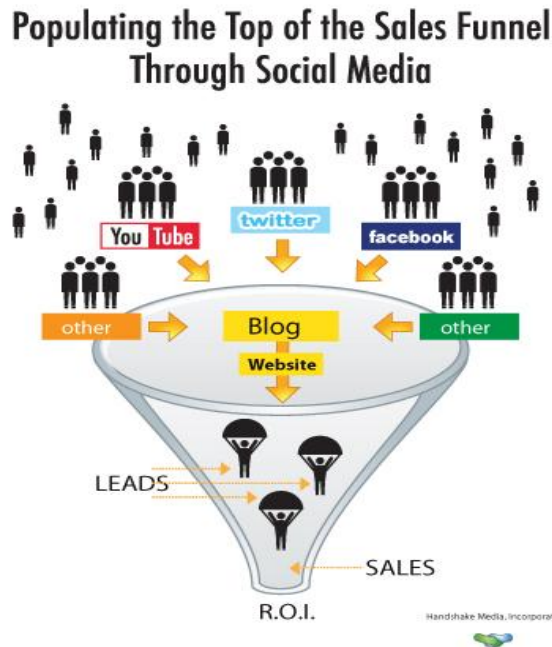 Populating the Top of the Sales Funnel
Through Social Media
You Tube
twitter
facebook
other
Blog
other
Website
LEADS
SALES
R.O.I.
Handshake Media, Incorporat